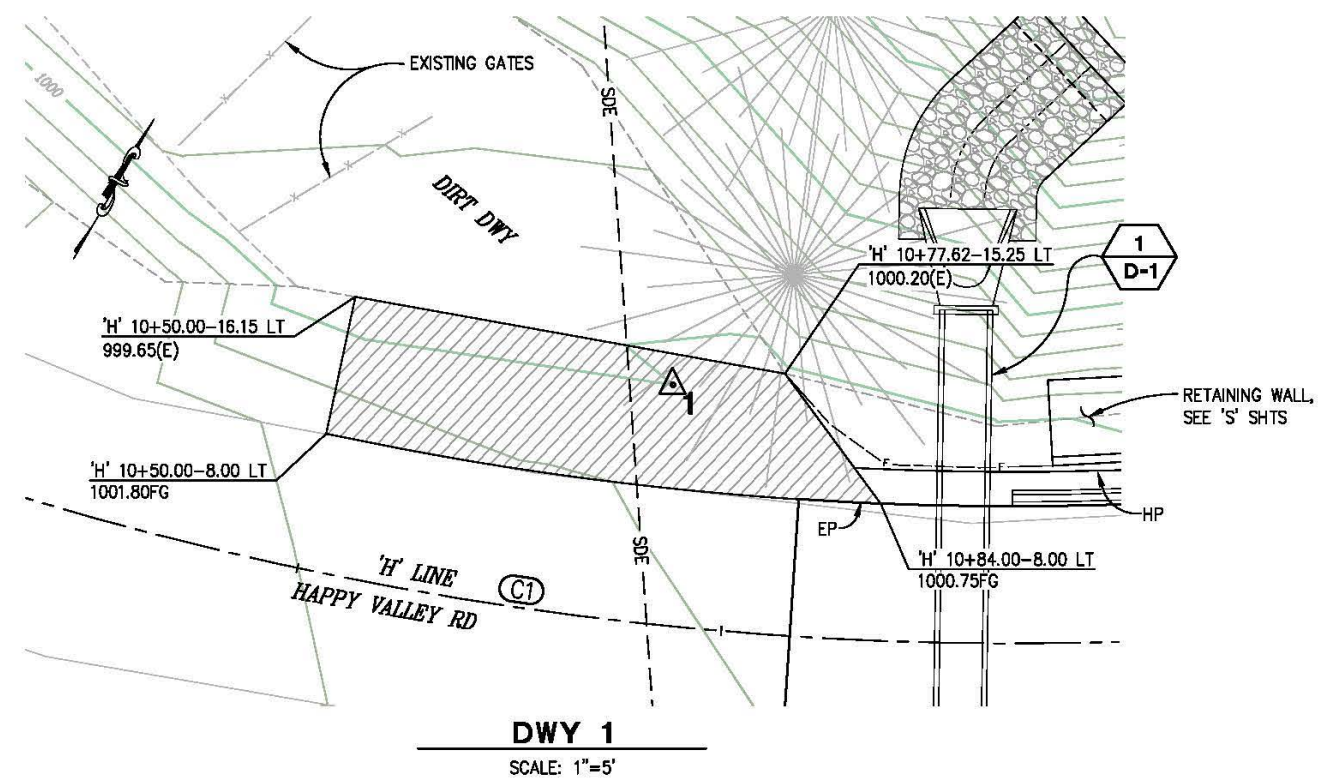 EXISTING GATES
1000
SDE
DIRT DWY
'H' 10+77.62-15.25 LT
1000.20(E)
1
D-1
'H' 10+50.00-16.15 LT
999.65(E)
1
RETAINING WALL,
SEE 'S' SHTS
'H' 10+50.00-8.00 LT
1001.80FG
F
F
HP
EP
SDE
'H' 10+84.00-8.00 LT
1000.75FG
'H' LINE
C1
HAPPY VALLEY RD
DWY 1
SCALE: 1"=5'